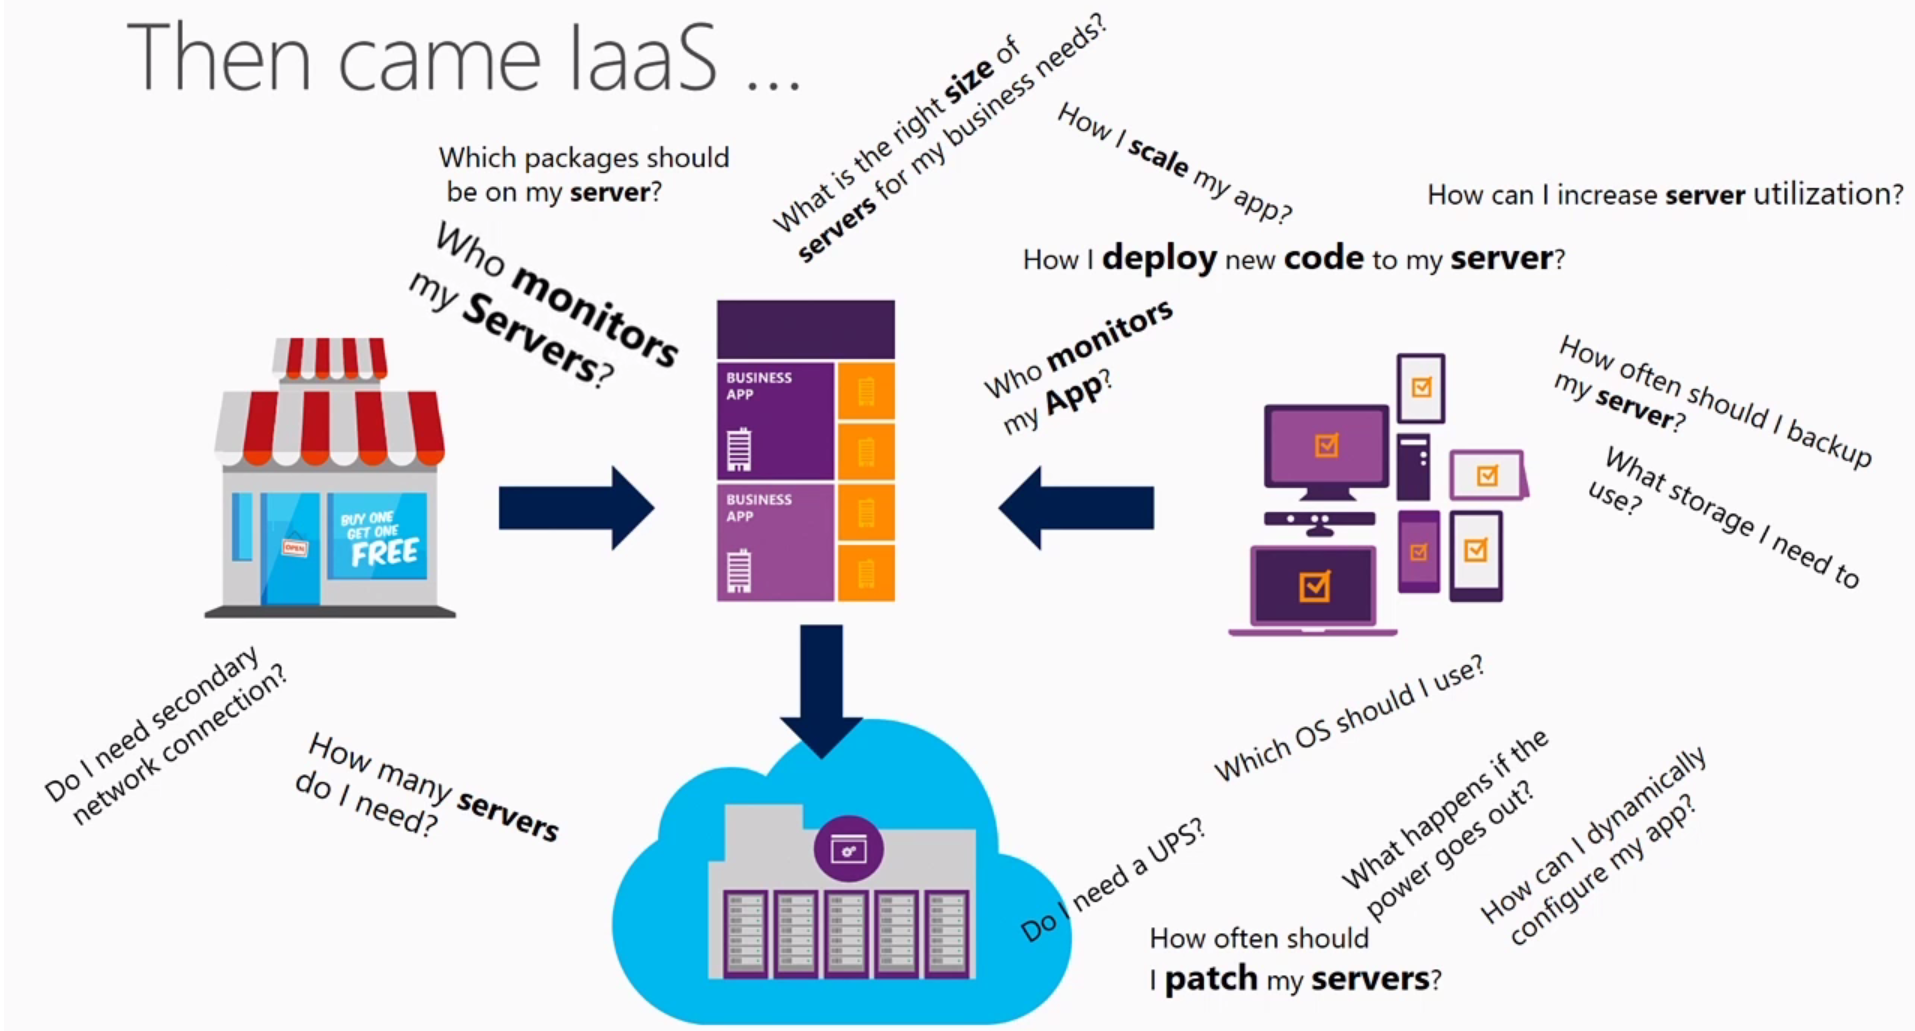 Then came IaaS ...
Which packages should
be on my server?
What is the right size of
servers for my business needs?
How I scale my app?
How can I increase server utilization?
How I deploy new code to my server?
Who monitors
my Servers?
Who monitors
my App?
How often should I backup
my server?
What storage I need to
use?
BUSINESS
APP
BUSINESS
APP
BUY ONE
GET ONE
FREE
OPEN
Do I need secondary
network connection?
How many servers
do I need?
Which OS should I use?
What happens if the
power goes out?
How can I dynamically
configure my app?
Do I need a UPS?
How often should
I patch my servers?